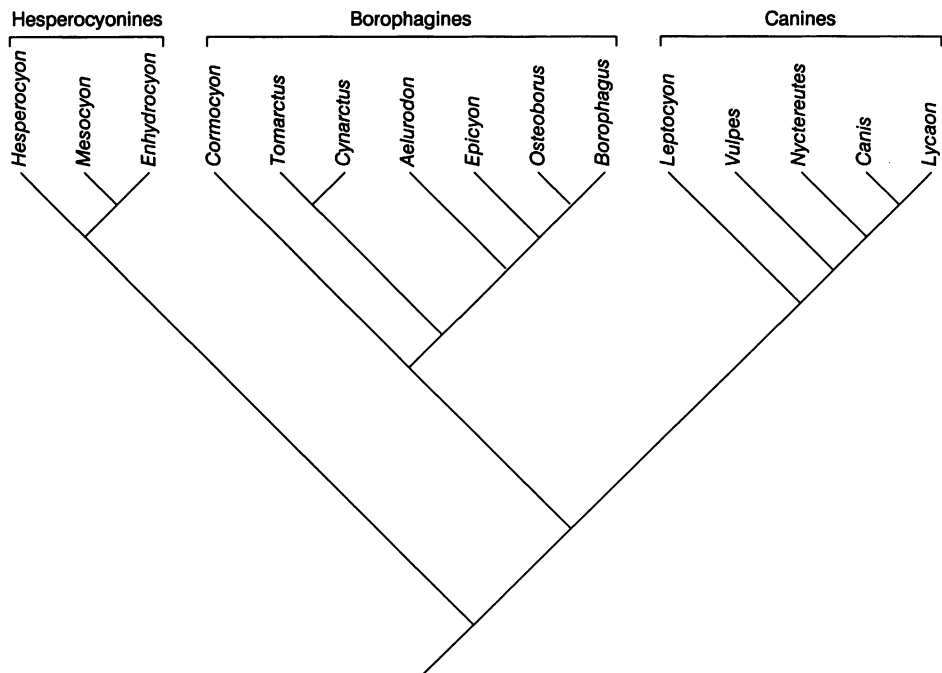 Hesperocyonines Borophagines Canines
Hesperocyon
Mesocyon
Enhydrocyon
Cormocyon
Tomarctus
Cynarctus
Aelurodon
Epicyon
Osteoborus
Borophagus
Leptocyon
Vulpes
Nyctereutes
Canis
Lycaon